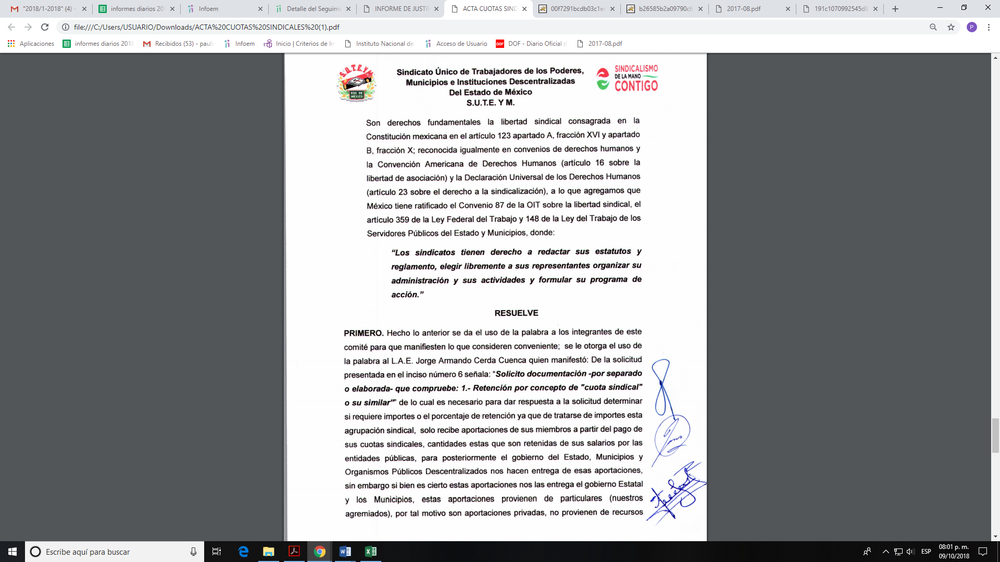 "2018/1-2018" (4) -
informes diarios 201
Infoem
Detalle del Seguimi
INFORME DE JUSTI
ACTA CUOTAS SIND
00f7291bcdb03c1ee
b26585b2a09790c6
2017-08.pdf
191c1070992545d8
file:///C:/Users/USUARIO/Downloads/ACTA%20CUOTAS%20SINDICALES%20(1).pdf
P
Aplicaciones
informes diarios 2018
Recibidos (53) - pauli
Infoem
Inicio | Criterios de In
Instituto Nacional de
Acceso de Usuario
DOF
DOF - Diario Oficial d
2017-08.pdf
S.U.T.E.Y M.
EDO. DE
MÉXICO
Sindicato Único de Trabajadores de los Poderes,
Municipios e Instituciones Descentralizadas
Del Estado de México
S.U.T.E. Y M.
SINDICALISMO
DE LA MANO
CONTIGO
Son derechos fundamentales la libertad sindical consagrada en la
Constitución mexicana en el artículo 123 apartado A, fracción XVI y apartado
B, fracción X; reconocida igualmente en convenios de derechos humanos y
la Convención Americana de Derechos Humanos (artículo 16 sobre la
libertad de asociación) y la Declaración Universal de los Derechos Humanos
(artículo 23 sobre el derecho a la sindicalización), a lo que agregamos que
México tiene ratificado el Convenio 87 de la OIT sobre la libertad sindical, el
artículo 359 de la Ley Federal del Trabajo y 148 de la Ley del Trabajo de los
Servidores Públicos del Estado y Municipios, donde:
“Los sindicatos tienen derecho a redactar sus estatutos y
reglamento, elegir libremente a sus representantes organizar su
administración y sus actividades y formular su programa de
acción.”
RESUELVE
PRIMERO. Hecho lo anterior se da el uso de la palabra a los integrantes de este
comité para que manifiesten lo que consideren conveniente; se le otorga el uso de
la palabra al L.A.E. Jorge Armando Cerda Cuenca quien manifestó: De la solicitud
presentada en el inciso número 6 señala: “Solicito documentación -por separado
o elaborada- que compruebe: 1.- Retención por concepto de "cuota sindical"
o su similar”” de lo cual es necesario para dar respuesta a la solicitud determinar
si requiere importes o el porcentaje de retención ya que de tratarse de importes esta
agrupación sindical, solo recibe aportaciones de sus miembros a partir del pago de
sus cuotas sindicales, cantidades estas que son retenidas de sus salarios por las
entidades públicas, para posteriormente el gobierno del Estado, Municipios y
Organismos Públicos Descentralizados nos hacen entrega de esas aportaciones,
sin embargo si bien es cierto estas aportaciones nos las entrega el gobierno Estatal
y los Municipios, estas aportaciones provienen de particulares (nuestros
agremiados), por tal motivo son aportaciones privadas, no provienen de recursos
Escribe aquí para buscar
ESP
08:01 p. m.
09/10/2018